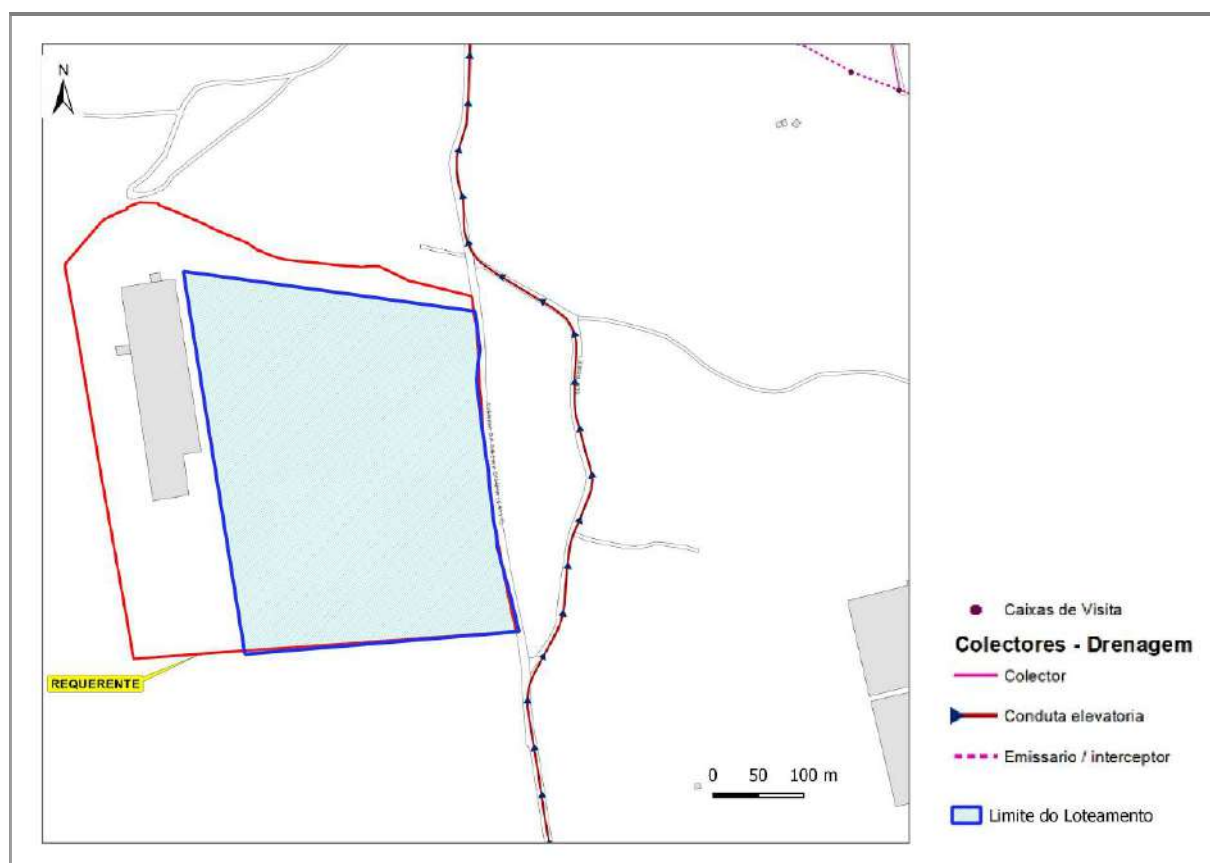 N
REQUERENTE
0 50 100 m
Caixas de Visita
Colectores - Drenagem
Colector
Conduta elevatoria
Emissario / interceptor
Limite do Loteamento